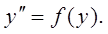 y″ = f(y).